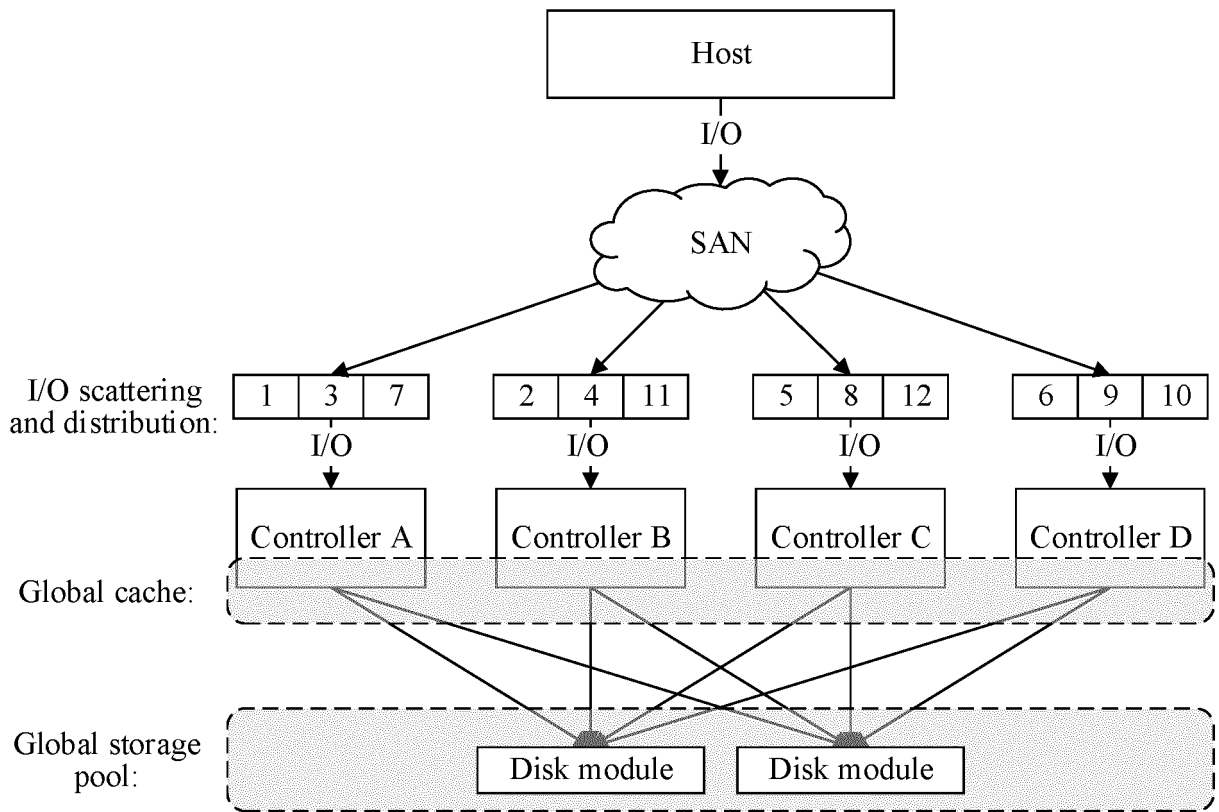 Host
I/O
SAN
I/O scattering
and distribution:
1 3 7
2 4 11
5 8 12
6 9 10
I/O I/O I/O I/O
Controller A
Controller B
Controller C
Controller D
Global cache:
Global storage
pool:
Disk module
Disk module